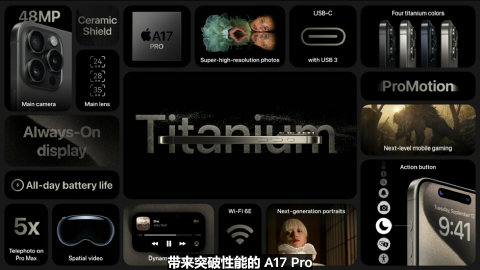 48MP
Main camera
Ceramic
Shield
24
28
35
Main lens
A17
PRO
Super-high-resolution photos
USB-C
with USB 3
Four titanium colors
ProMotion
Always-On
display
Titanium
Next-level mobile gaming
All-day battery life
Action button
5x
Telephoto on
Pro Max
Spatial video
Wi-Fi 6E
Next-generation portraits
9:41
带来突破性能的 A17 Pro